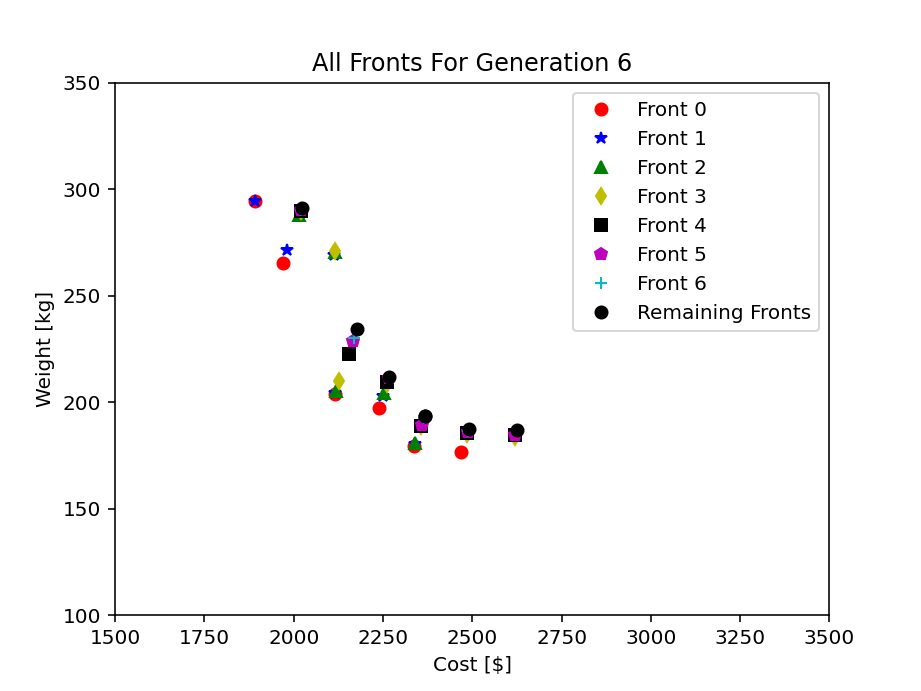 All Fronts For Generation 6
350
300
250
200
150
100
Weight [kg]
Front 0
Front 1
Front 2
Front 3
Front 4
Front 5
Front 6
Remaining Fronts
1500 1750 2000 2250 2500 2750 3000 3250 3500
Cost [$]